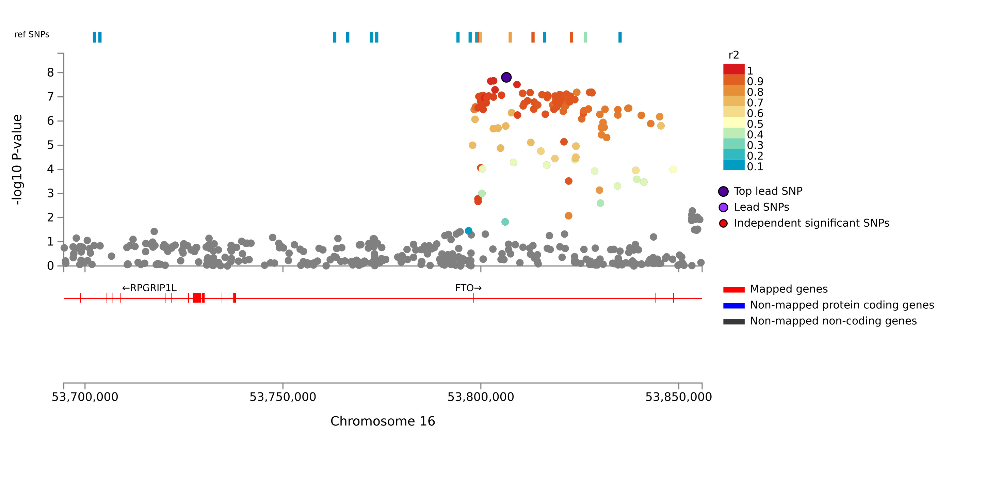 ref SNPs
r2
8
7
6
5
4
3
2
1
0
-log10 P-value
1
0.9
0.8
0.7
0.6
0.5
0.4
0.3
0.2
0.1
Top lead SNP
Lead SNPs
Independent significant SNPs
←RPGRIP1L
FTO→
Mapped genes
Non-mapped protein coding genes
Non-mapped non-coding genes
53,700,000
53,750,000
53,800,000
53,850,000
Chromosome 16